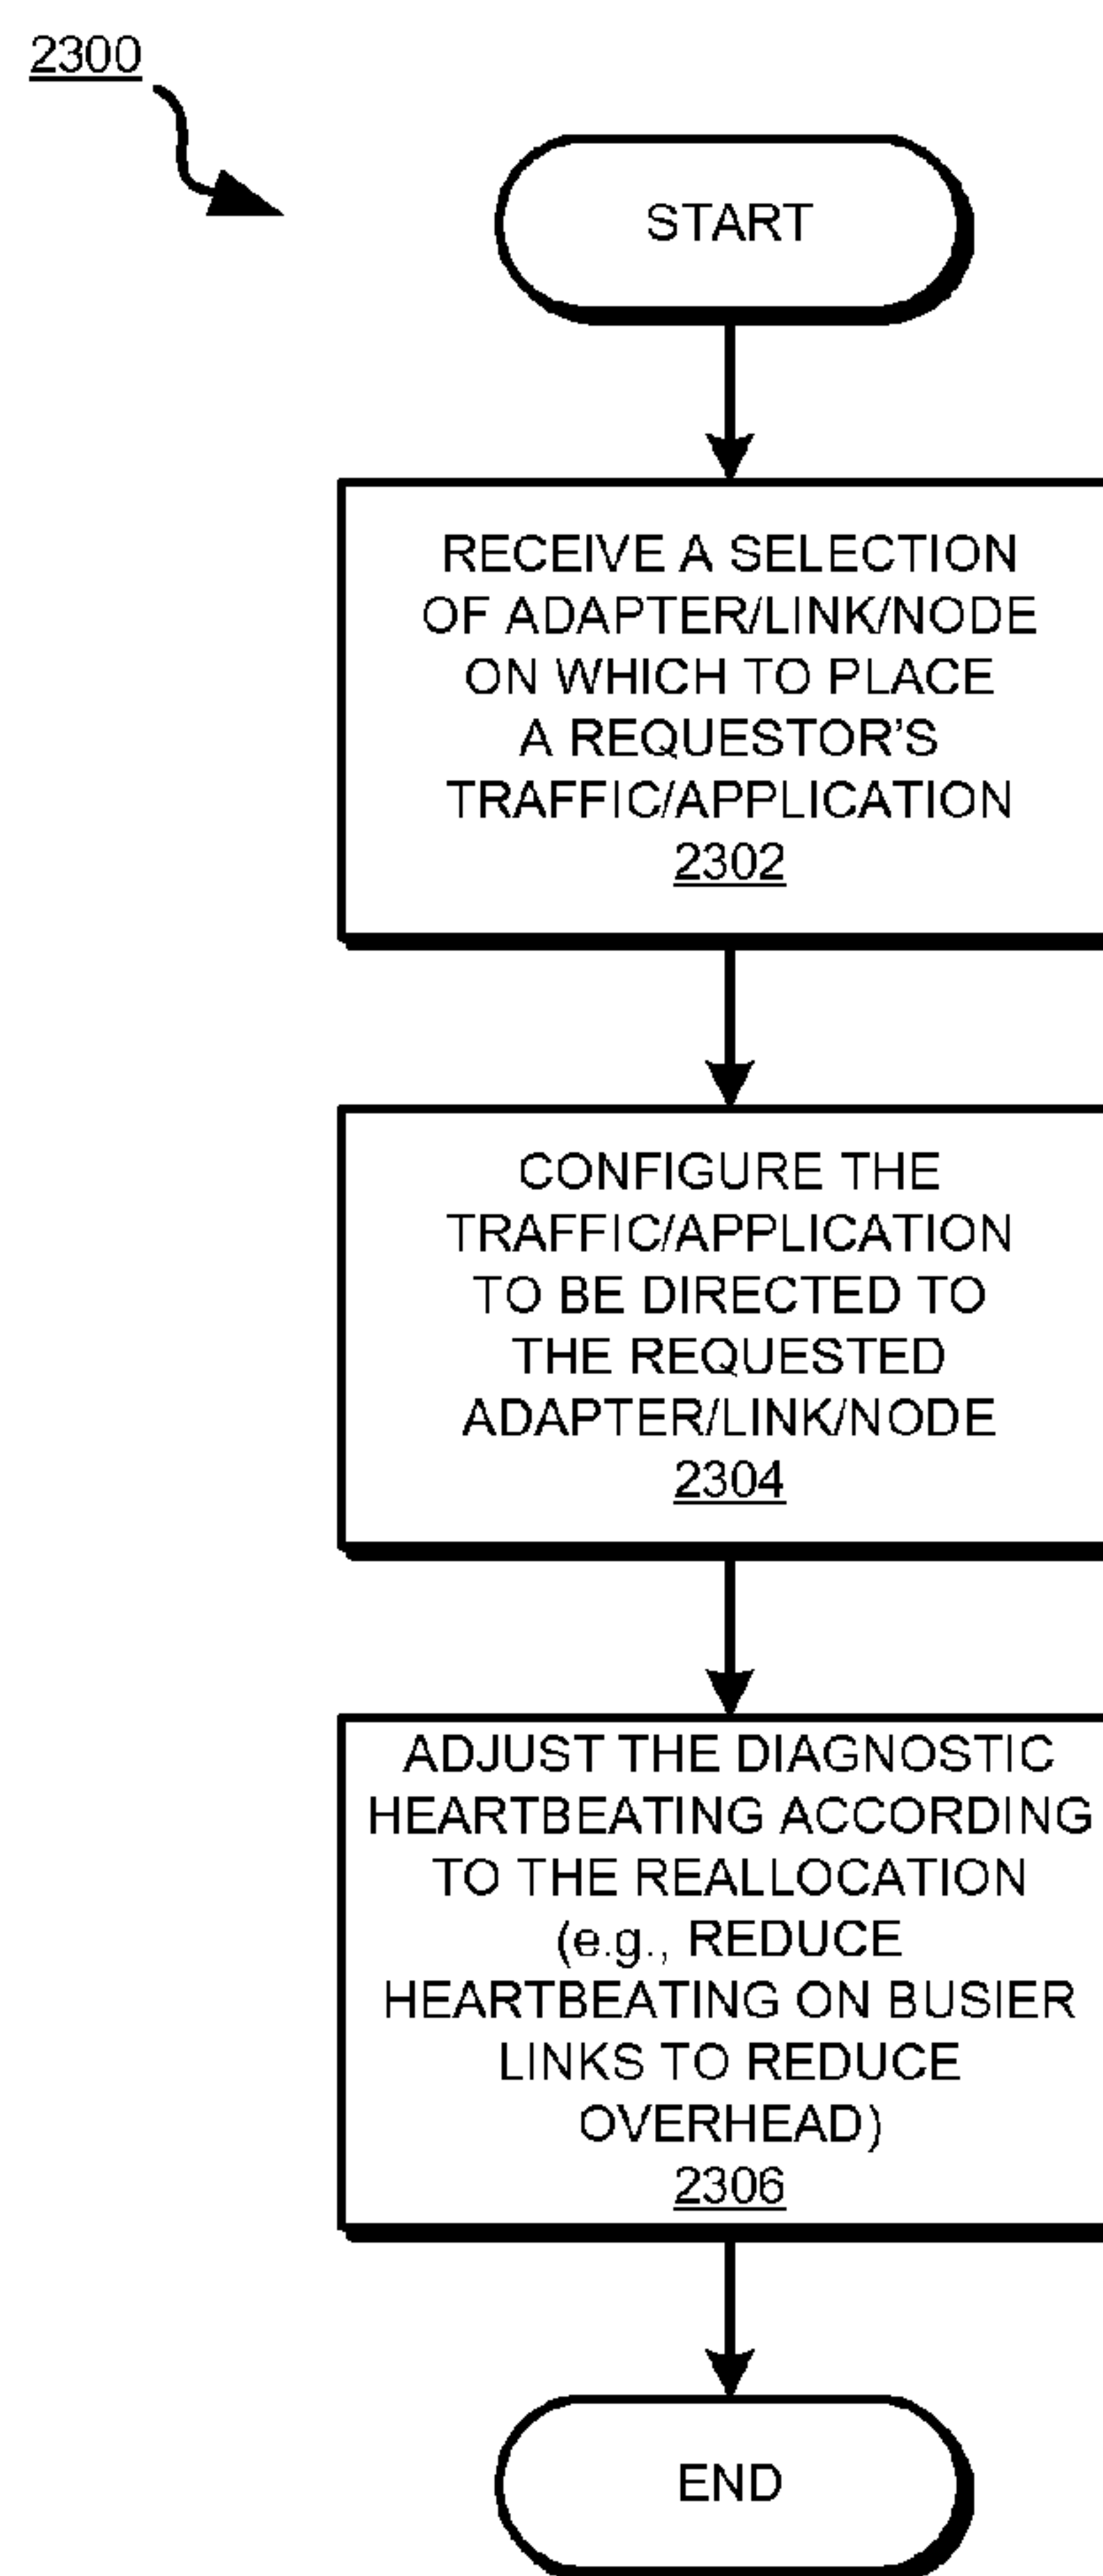 2300
START
RECEIVE A SELECTION
OF ADAPTER/LINK/NODE
ON WHICH TO PLACE
A REQUESTOR’S
TRAFFIC/APPLICATION
2302
CONFIGURE THE
TRAFFIC/APPLICATION
TO BE DIRECTED TO
THE REQUESTED
ADAPTER/LINK/NODE
2304
ADJUST THE DIAGNOSTIC
HEARTBEATING ACCORDING
TO THE REALLOCATION
(e.g., REDUCE
HEARTBEATING ON BUSIER
LINKS TO REDUCE
OVERHEAD)
2306
END